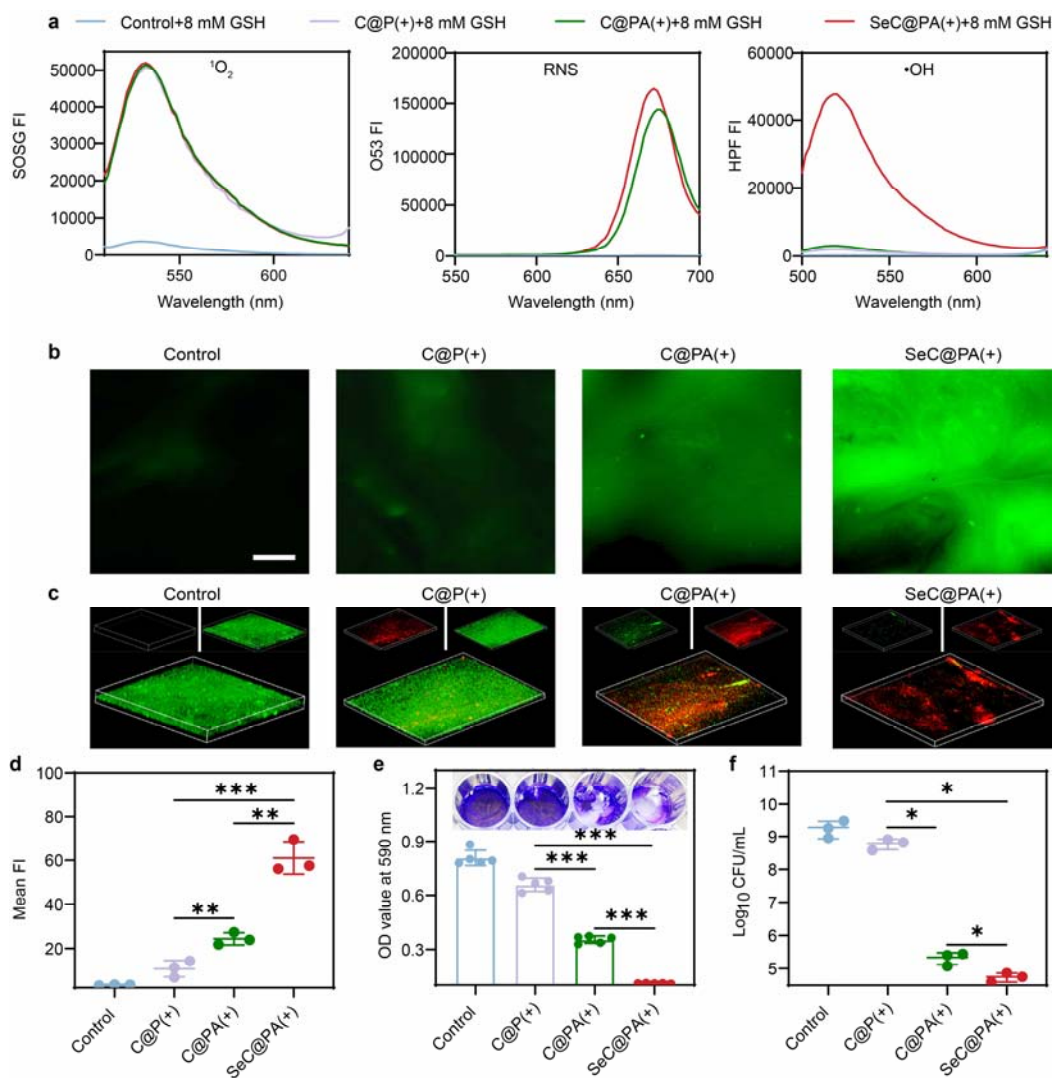 a Control+8 mM GSH C@P(+)+8 mM GSH C@PA(+)+8 mM GSH SeC@PA(+)+8 mM GSH
¹O₂
SOSG FI
50000
40000
30000
20000
10000
0
550 600
Wavelength (nm)
RNS
O53 FI
200000
150000
100000
50000
0
550 600 650 700
Wavelength (nm)
•OH
HPF FI
60000
40000
20000
0
500 550 600
Wavelength (nm)
b Control C@P(+) C@PA(+) SeC@PA(+)
c Control C@P(+) C@PA(+) SeC@PA(+)
d
Mean FI
100
80
60
40
20
***
**
**
Control C@P(+) C@PA(+) SeC@PA(+)
e
OD value at 590 nm
1.2
0.9
0.6
0.3
***
***
***
Control C@P(+) C@PA(+) SeC@PA(+)
f
Log₁₀ CFU/mL
11
10
9
8
7
6
5
*
*
*
Control C@P(+) C@PA(+) SeC@PA(+)